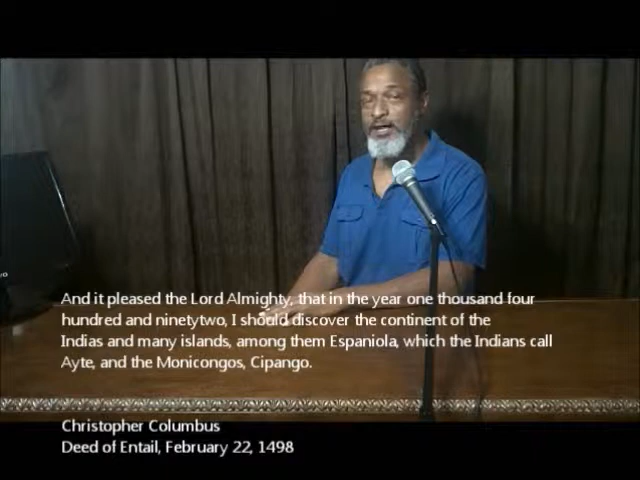 And it pleased the Lord Almighty, that in the year one thousand four
hundred and ninetytwo, I should discover the continent of the
Indias and many islands, among them Espaniola, which the Indians call
Ayte, and the Monicongos, Cipango.
Christopher Columbus
Deed of Entail, February 22, 1498